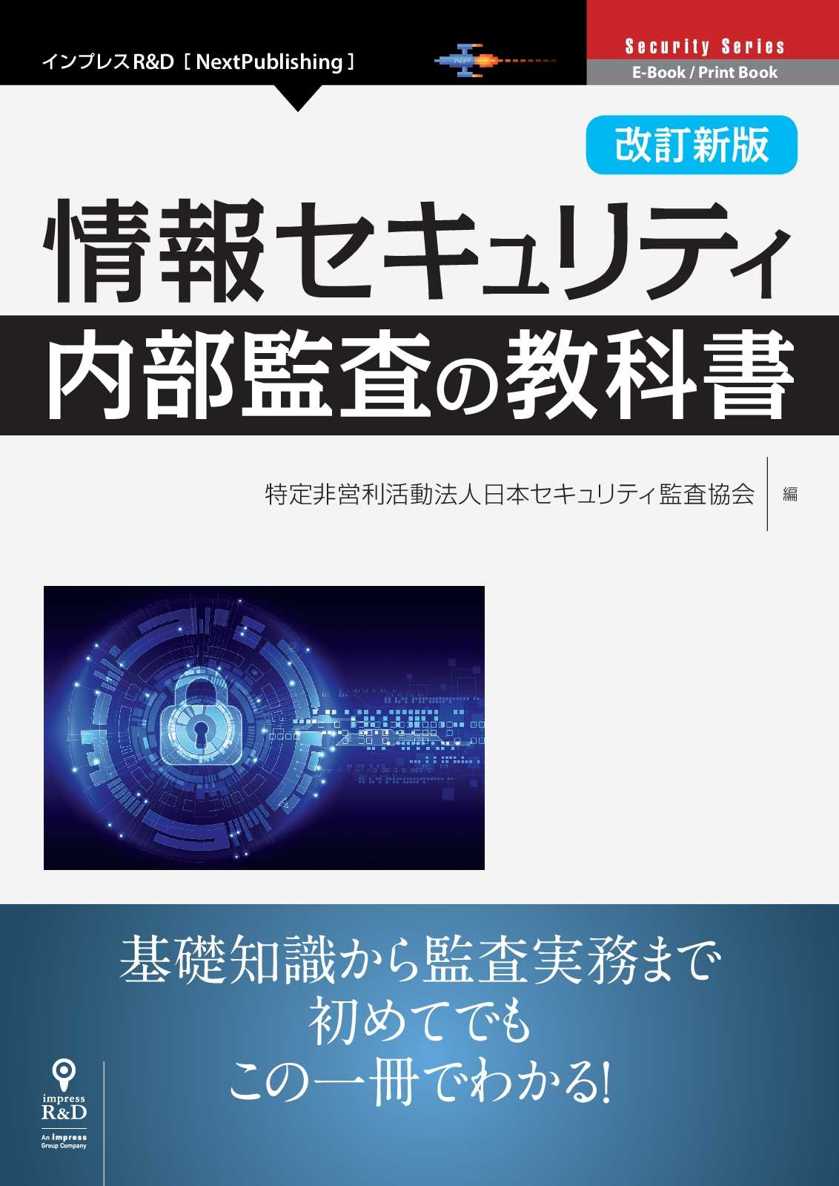 インプレスR&D [ NextPublishing ]
Security Series
E-Book / Print Book
改訂新版
情報セキュリティ
内部監査の教科書
特定非営利活動法人日本セキュリティ監査協会 編
基礎知識から監査実務まで
初めてでも
この一冊でわかる!
impress
R&D
An Impress
Group Company